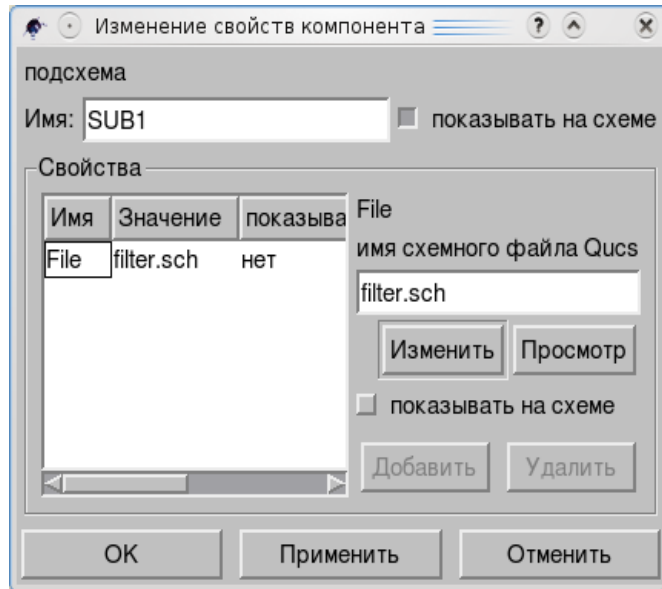 Изменение свойств компонента
подсхема
Имя: SUB1 показывать на схеме
Свойства
Имя Значение показыва
File filter.sch нет
File
имя схемного файла Qucs
filter.sch
Изменить Просмотр
показывать на схеме
Добавить Удалить
OK Применить Отменить